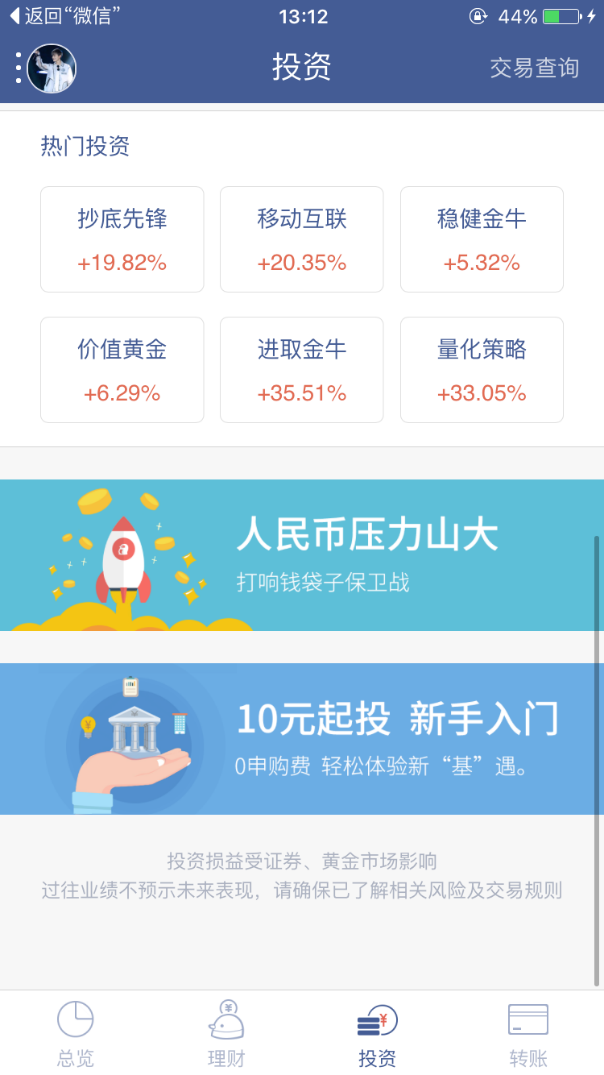 返回“微信”
13:12
44%
投资
交易查询
热门投资
抄底先锋
移动互联
稳健金牛
+19.82%
+20.35%
+5.32%
价值黄金
进取金牛
量化策略
+6.29%
+35.51%
+33.05%
人民币压力山大
打响钱袋子保卫战
10元起投 新手入门
0申购费 轻松体验新“基”遇。
投资损益受证券、黄金市场影响
过往业绩不预示未来表现，请确保已了解相关风险及交易规则
总览
理财
投资
转账